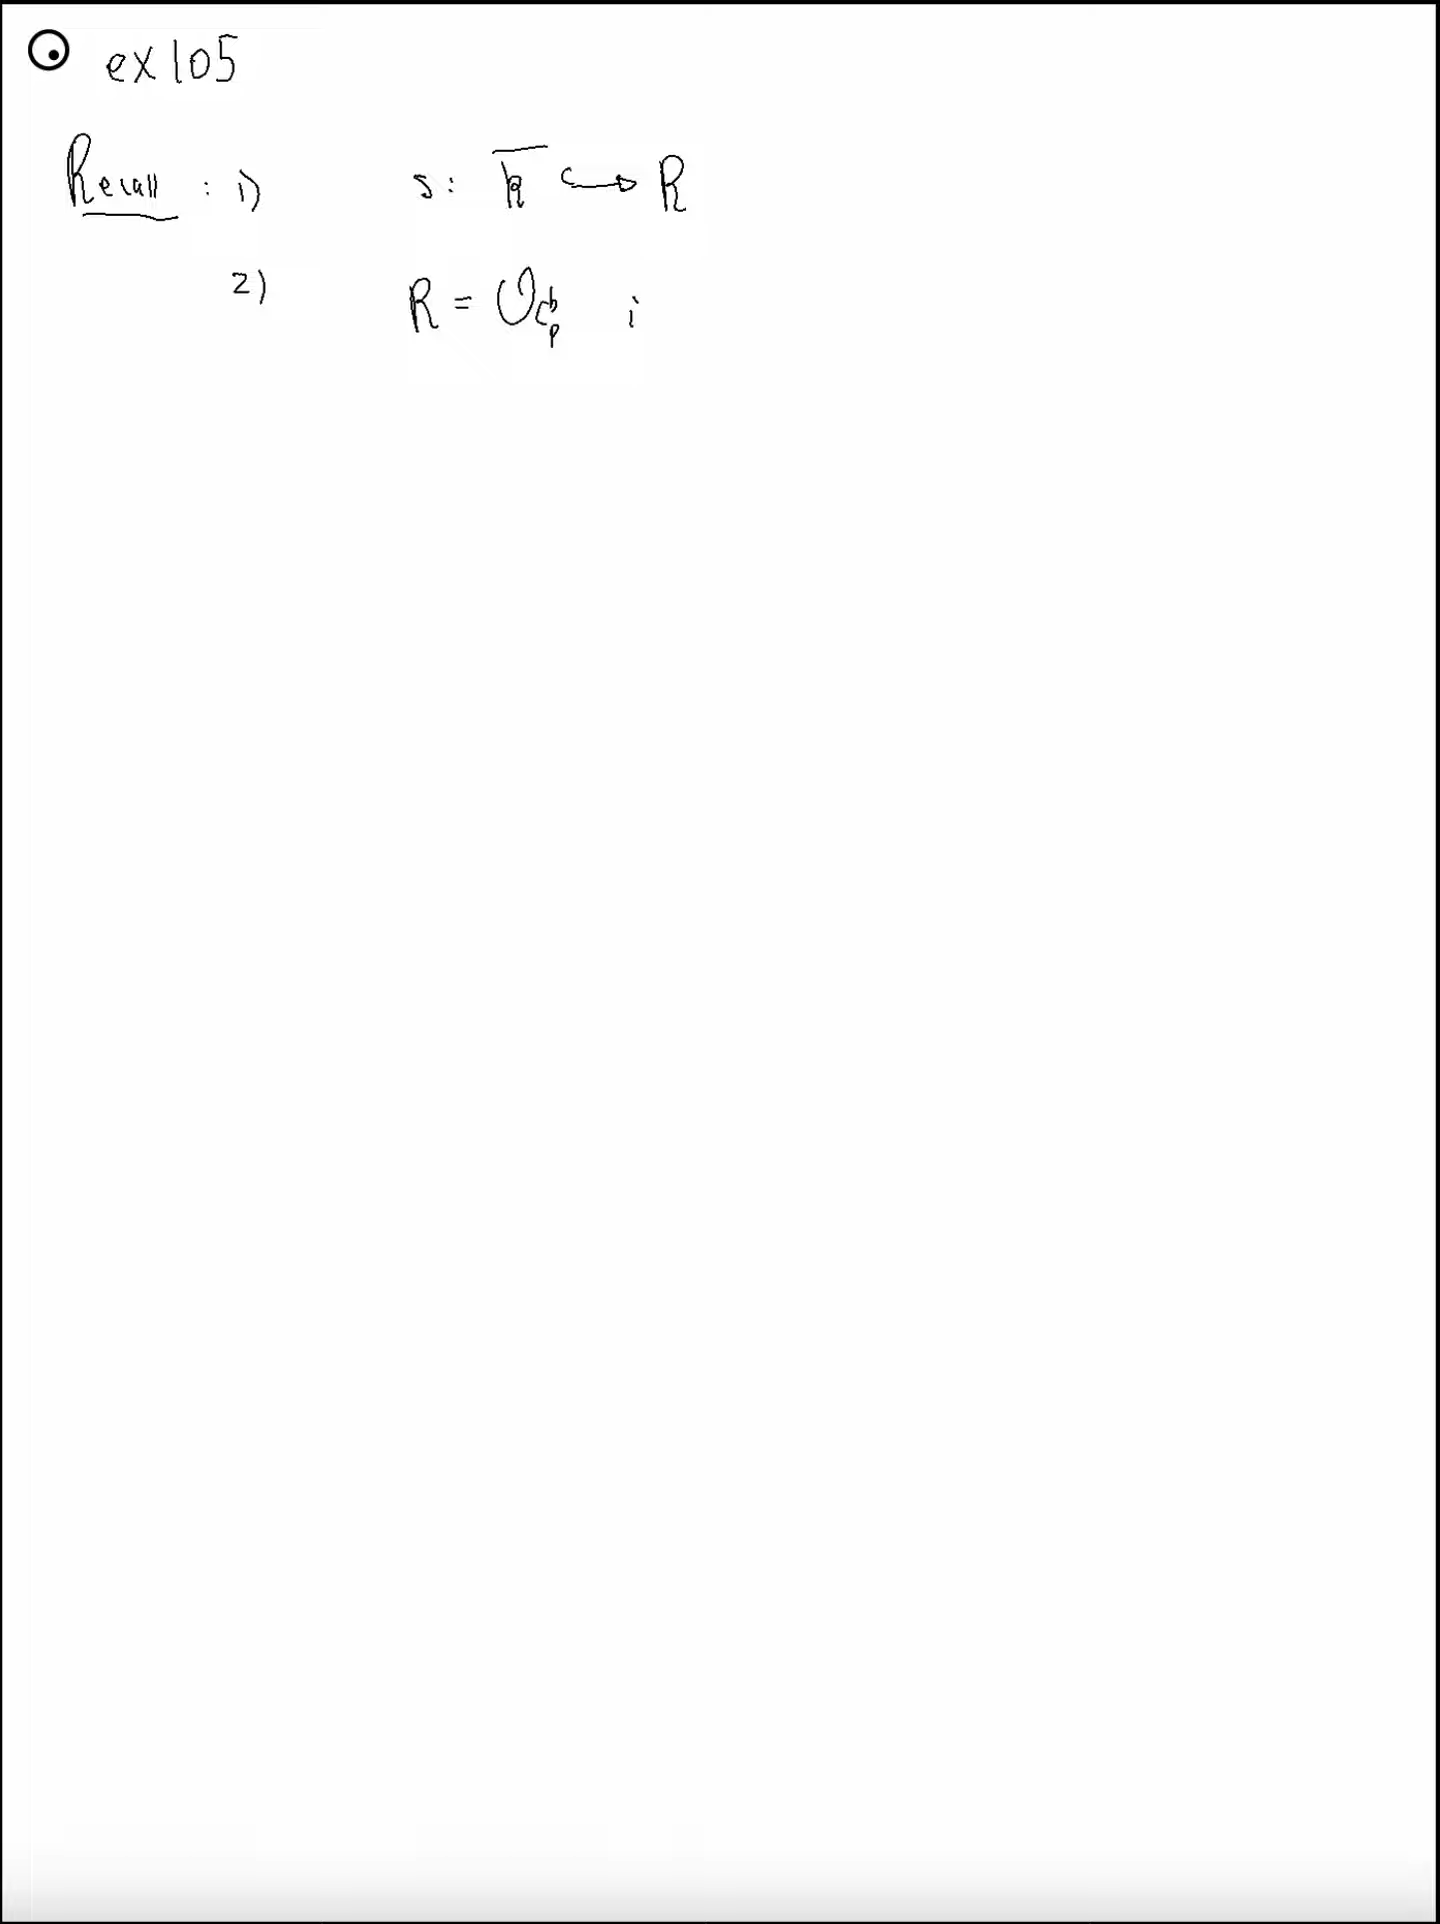 ex 105
Recall : 1) s: k̅ ↪ R
2) R = 𝒪_{ℂ_p^♭} i